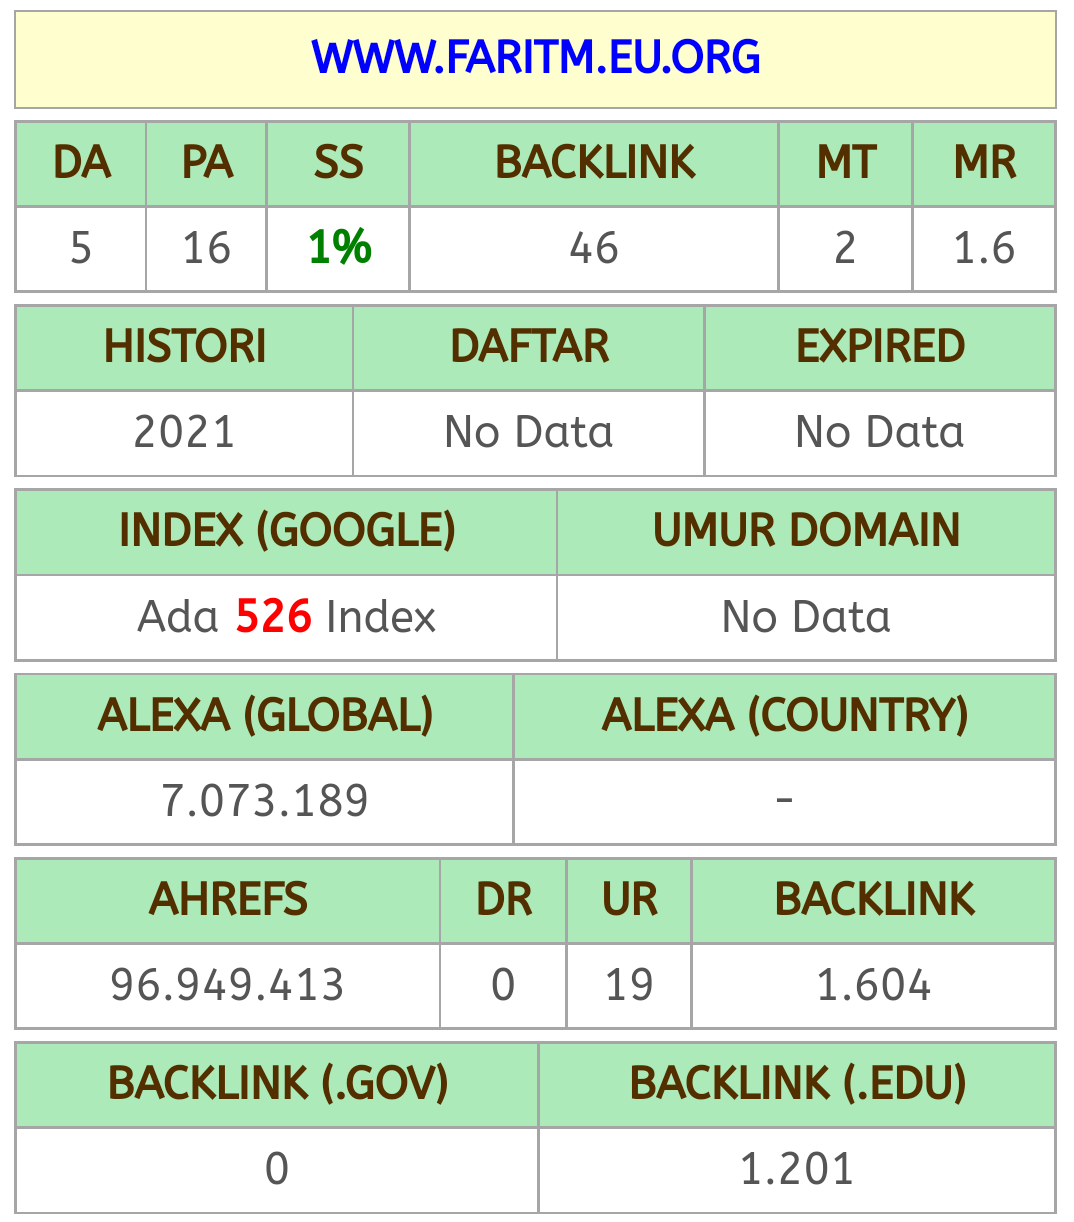 WWW.FARITM.EU.ORG
DA PA SS BACKLINK MT MR
5 16 1% 46 2 1.6
HISTORI DAFTAR EXPIRED
2021 No Data No Data
INDEX (GOOGLE) UMUR DOMAIN
Ada 526 Index No Data
ALEXA (GLOBAL) ALEXA (COUNTRY)
7.073.189 -
AHREFS DR UR BACKLINK
96.949.413 0 19 1.604
BACKLINK (.GOV) BACKLINK (.EDU)
0 1.201